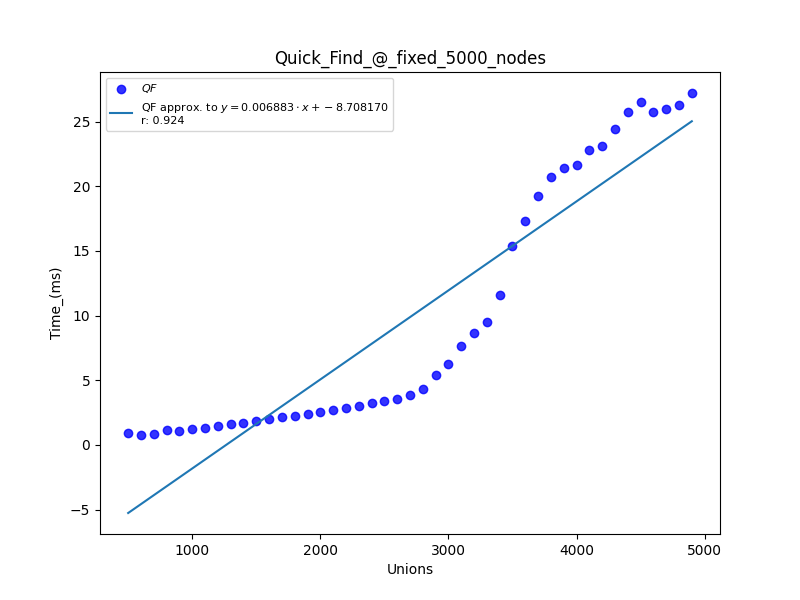 Quick_Find_@_fixed_5000_nodes
QF
QF approx. to y = 0.006883 · x + − 8.708170
r: 0.924
25
20
15
10
5
0
−5
Time_(ms)
1000 2000 3000 4000 5000
Unions